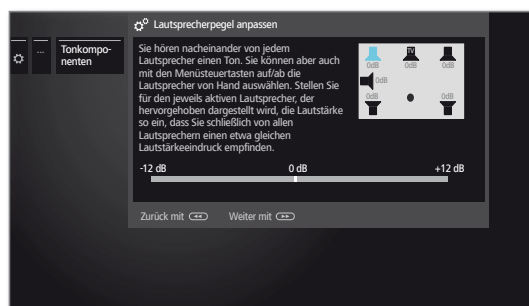 Lautsprecherpegel anpassen
...
Tonkompo-
nenten
Sie hören nacheinander von jedem
Lautsprecher einen Ton. Sie können aber auch
mit den Menüsteuertasten auf/ab die
Lautsprecher von Hand auswählen. Stellen Sie
für den jeweils aktiven Lautsprecher, der
hervorgehoben dargestellt wird, die Lautstärke
so ein, dass Sie schließlich von allen
Lautsprechern einen etwa gleichen
Lautstärkeeindruck empfinden.
TV
0dB 0dB 0dB
0dB
0dB 0dB
-12 dB 0 dB +12 dB
Zurück mit Weiter mit